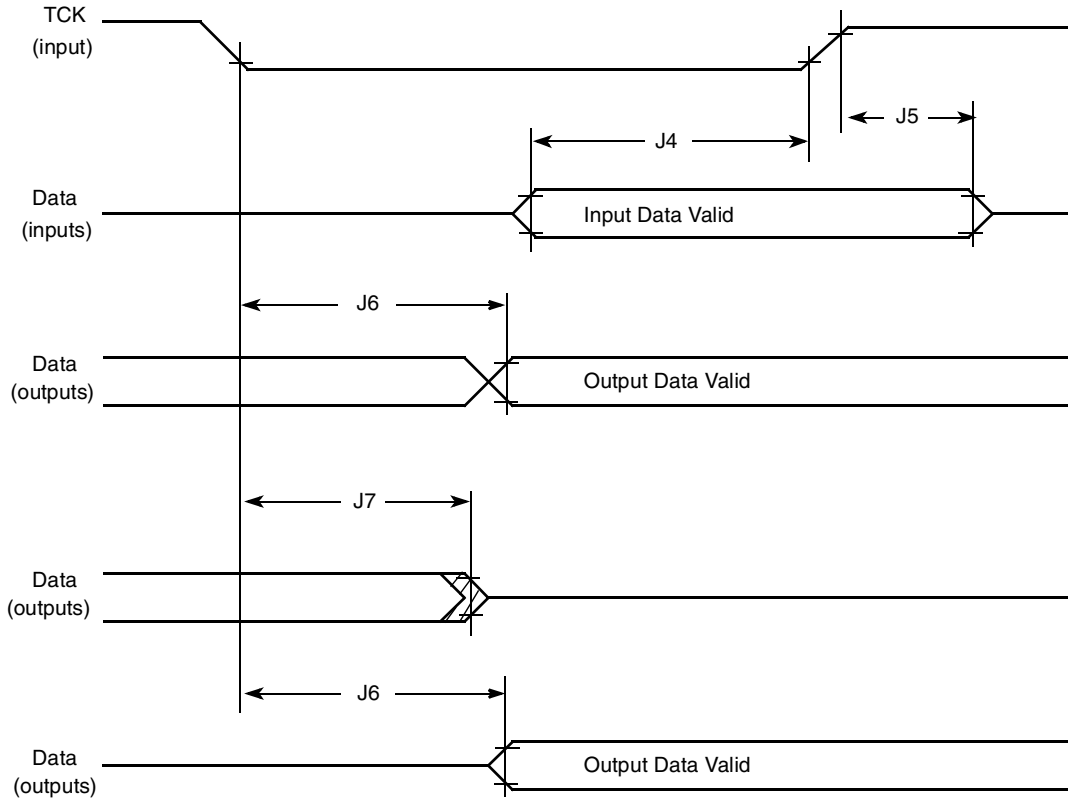 TCK
(input)
J5
J4
Data
(inputs)
Input Data Valid
J6
Data
(outputs)
Output Data Valid
J7
Data
(outputs)
J6
Data
(outputs)
Output Data Valid